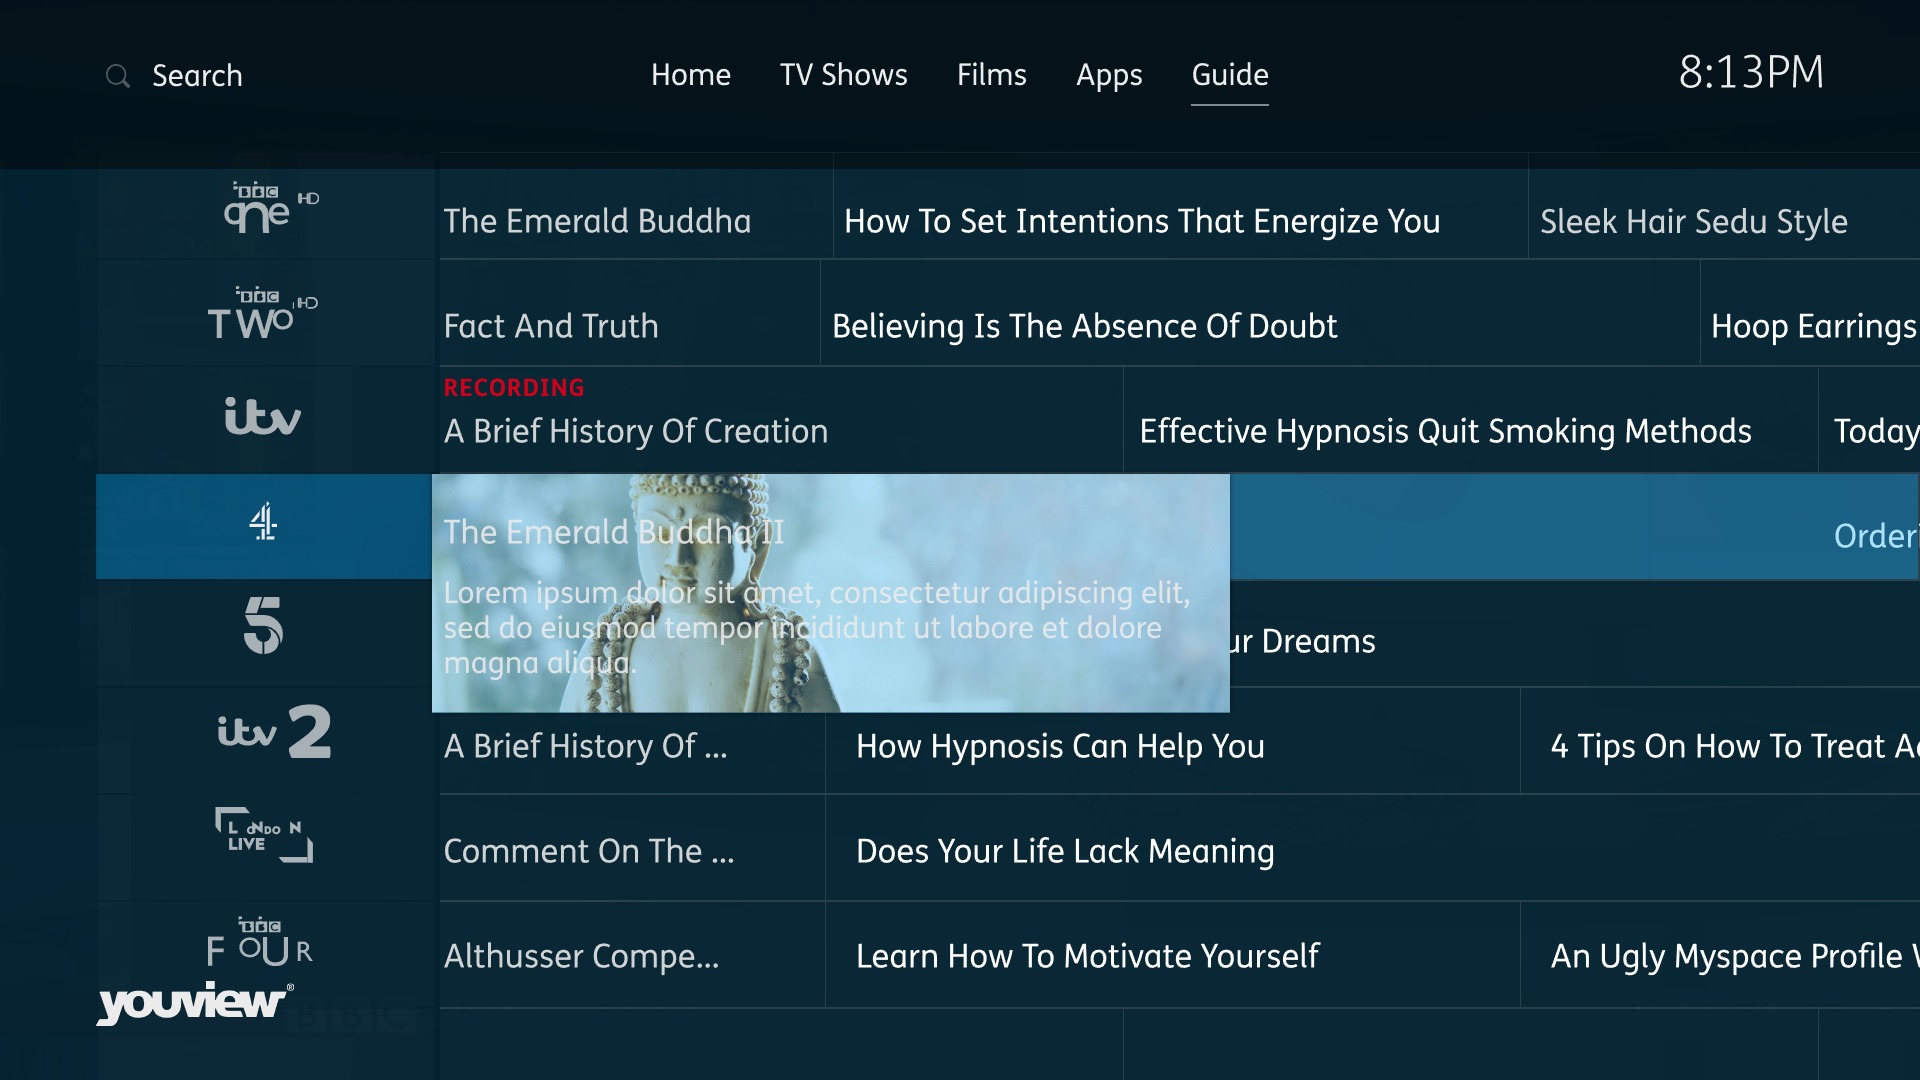 Search
Home
TV Shows
Films
Apps
Guide
8:13PM
BBC one HD
The Emerald Buddha
How To Set Intentions That Energize You
Sleek Hair Sedu Style
BBC TWO HD
Fact And Truth
Believing Is The Absence Of Doubt
Hoop Earrings
itv
RECORDING
A Brief History Of Creation
Effective Hypnosis Quit Smoking Methods
Today
4
The Emerald Buddha II
Lorem ipsum dolor sit amet, consectetur adipiscing elit,
sed do eiusmod tempor incididunt ut labore et dolore
magna aliqua.
Orderi
5
ur Dreams
itv 2
A Brief History Of ...
How Hypnosis Can Help You
4 Tips On How To Treat Ac
LONDON
LIVE
Comment On The ...
Does Your Life Lack Meaning
BBC
FOUR
Althusser Compe...
Learn How To Motivate Yourself
An Ugly Myspace Profile W
youview®
BBC